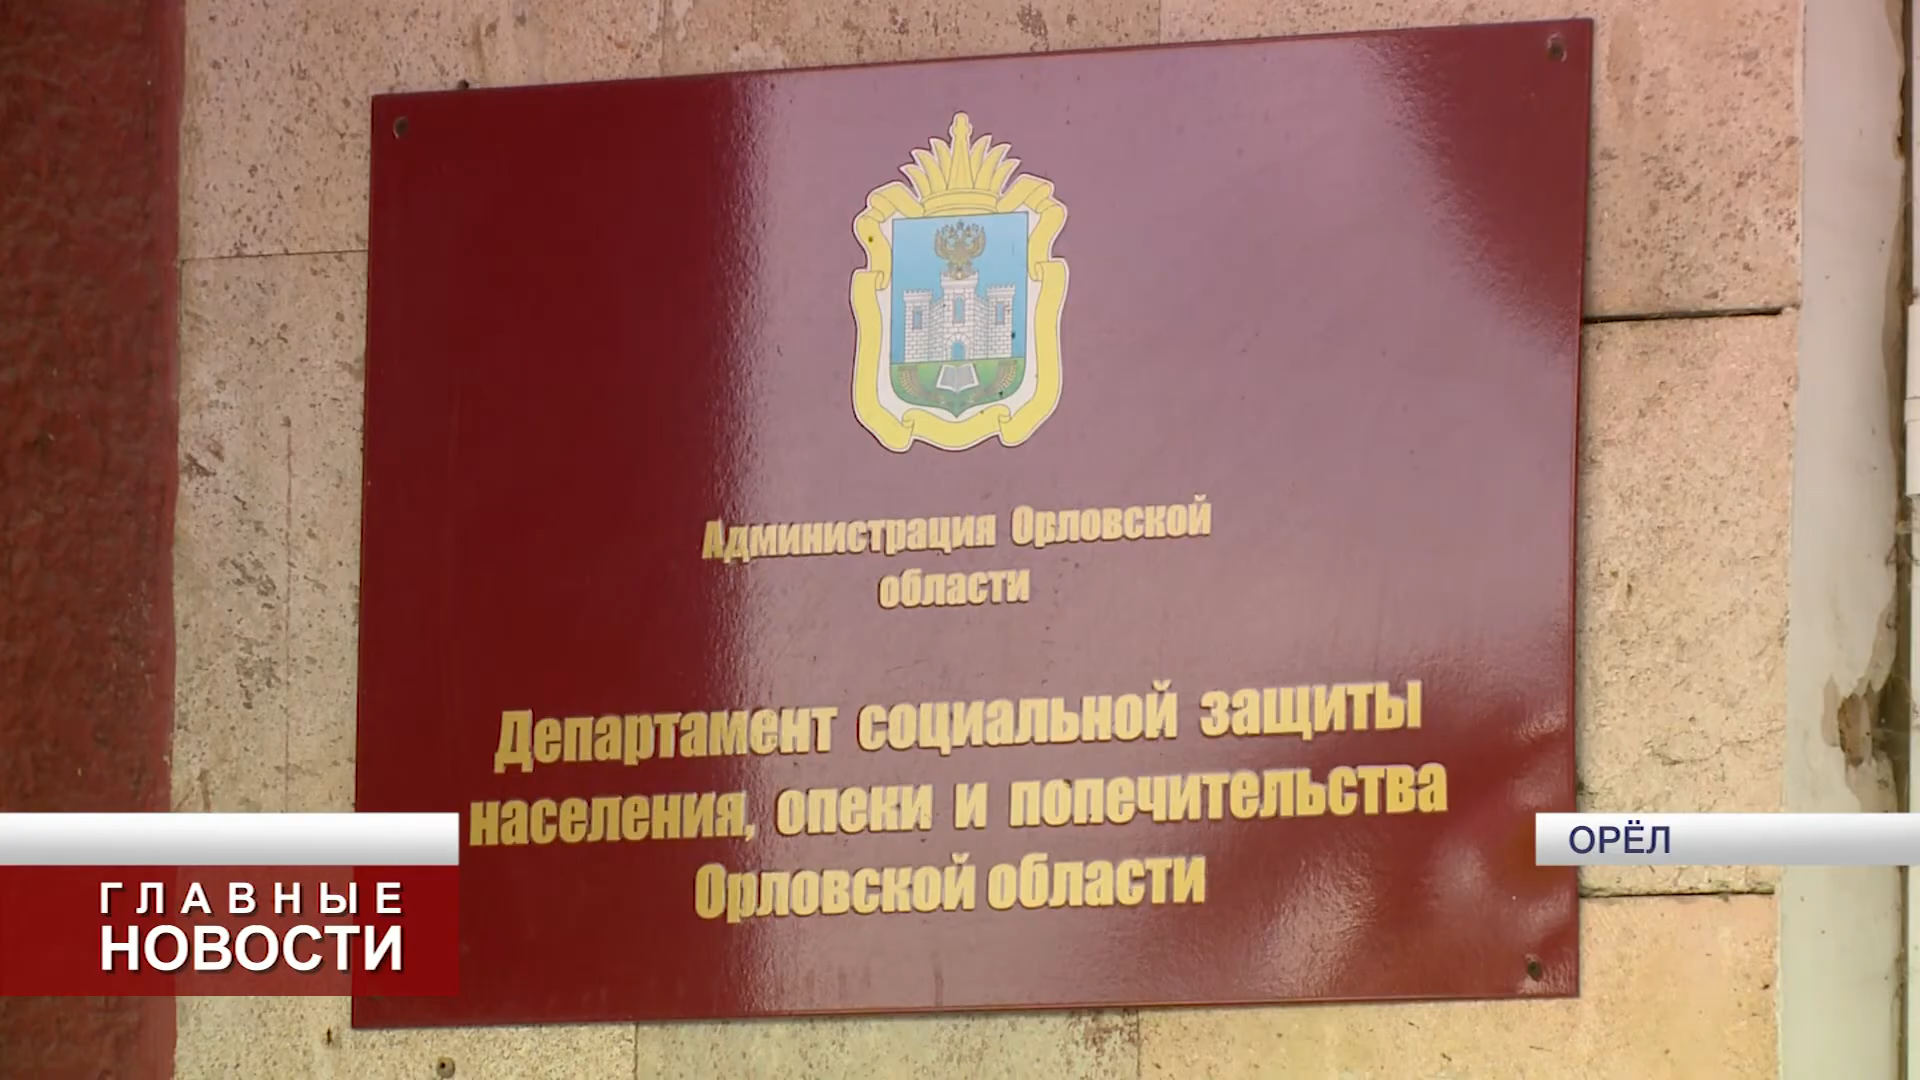 Администрация Орловской
области
Департамент социальной защиты
населения, опеки и попечительства
Орловской области
ОРЁЛ
ГЛАВНЫЕ
НОВОСТИ